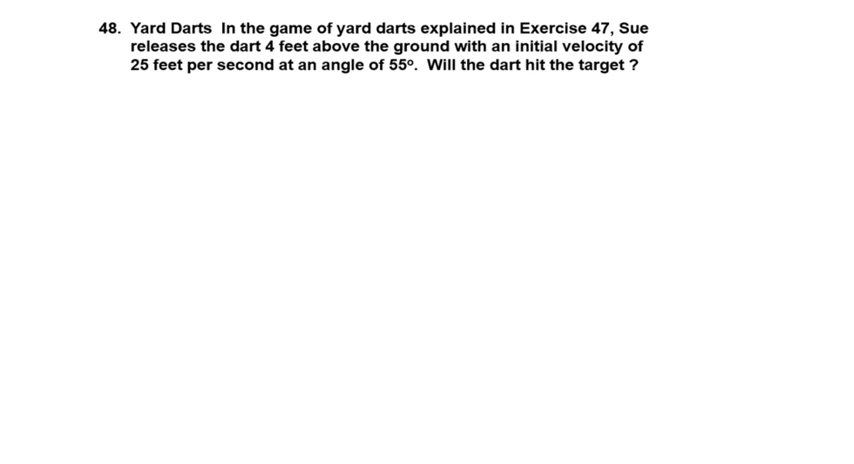 48. Yard Darts In the game of yard darts explained in Exercise 47, Sue
releases the dart 4 feet above the ground with an initial velocity of
25 feet per second at an angle of 55º. Will the dart hit the target ?